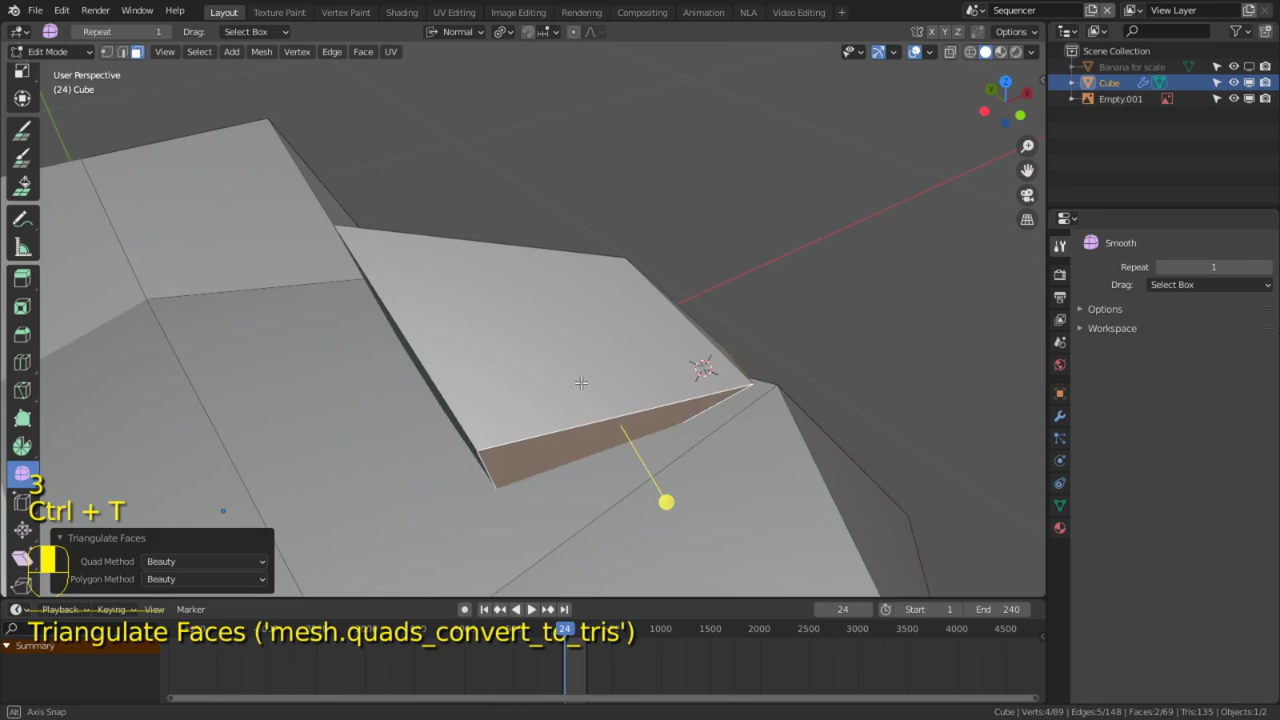 File Edit Render Window Help Layout Texture Paint Vertex Paint Shading UV Editing Image Editing Rendering Compositing Animation NLA Video Editing + Sequencer View Layer
Repeat 1 Drag: Select Box Normal X Y Z Options
Edit Mode View Select Add Mesh Vertex Edge Face UV
Scene Collection
Banana for scale
Cube
Empty.001
User Perspective
(24) Cube
Z
Y
X
Smooth
Repeat 1
Drag: Select Box
Options
Workspace
3
Ctrl + T
Triangulate Faces
Quad Method Beauty
Polygon Method Beauty
Playback Keying View Marker 24 Start 1 End 240
Triangulate Faces ('mesh.quads_convert_to_tris')
24 1000 1500 2000 2500 3000 3500 4000 4500
Summary
Alt Axis Snap Cube | Verts:4/89 | Edges:5/148 | Faces:2/69 | Tris:135 | Objects:1/2